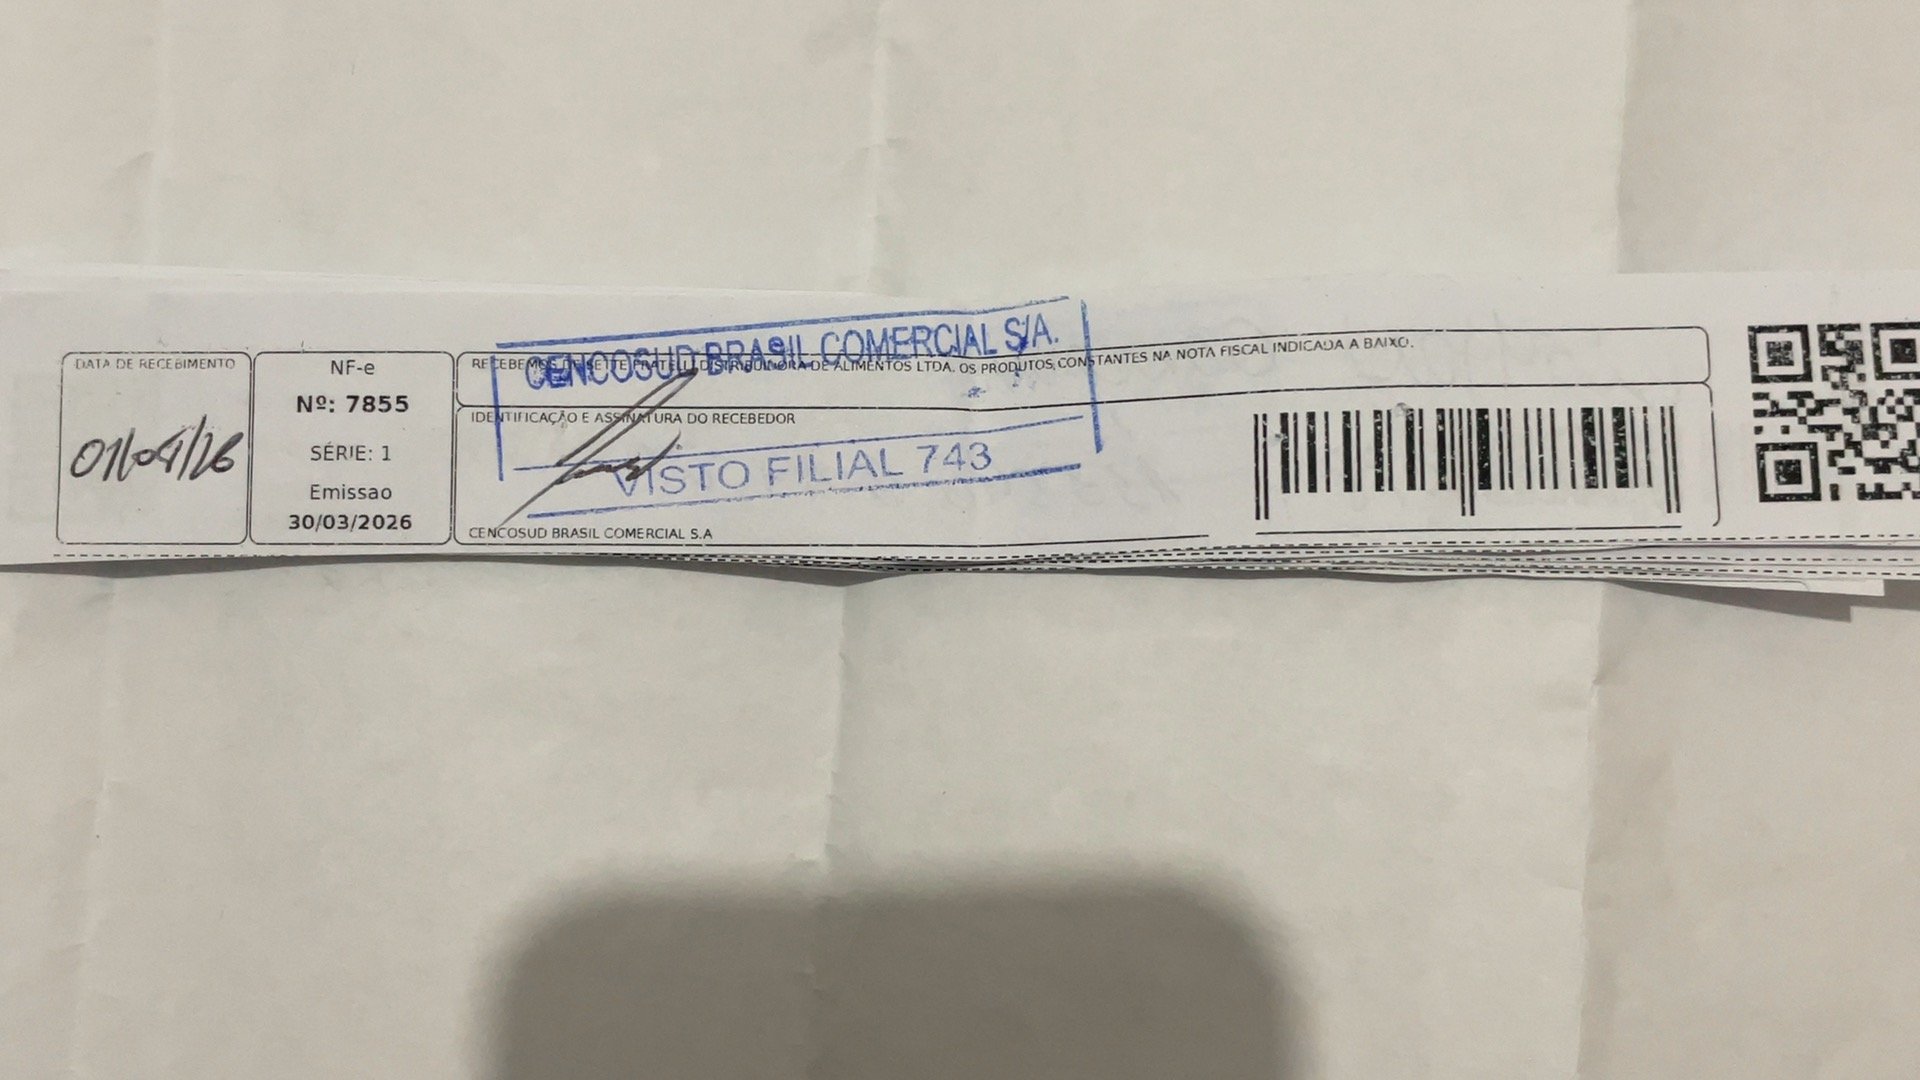 DATA DE RECEBIMENTO
01/04/26
NF-e
Nº: 7855
SÉRIE: 1
Emissao
30/03/2026
RECEBEMOS DE SETTE FRATELLI DISTRIBUIDORA DE ALIMENTOS LTDA. OS PRODUTOS CONSTANTES NA NOTA FISCAL INDICADA A BAIXO.
CENCOSUD BRASIL COMERCIAL S/A.
IDENTIFICAÇÃO E ASSINATURA DO RECEBEDOR
VISTO FILIAL 743
CENCOSUD BRASIL COMERCIAL S.A